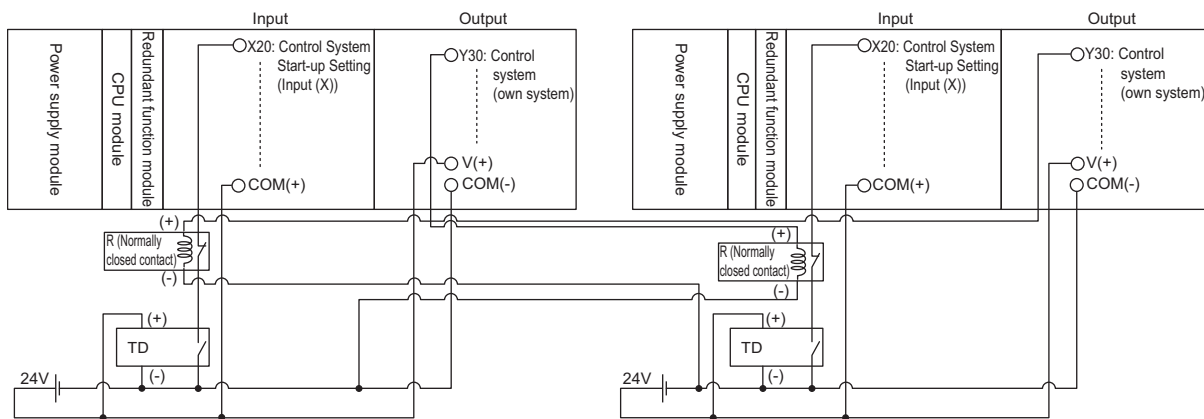 Input
Output
Power supply module
CPU module
Redundant function module
X20: Control System
Start-up Setting
(Input (X))
COM(+)
Y30: Control
system
(own system)
V(+)
COM(-)
(+)
R (Normally
closed contact)
(-)
(+)
TD
(-)
24V
Input
Output
Power supply module
CPU module
Redundant function module
X20: Control System
Start-up Setting
(Input (X))
COM(+)
Y30: Control
system
(own system)
V(+)
COM(-)
(+)
R (Normally
closed contact)
(-)
(+)
TD
(-)
24V